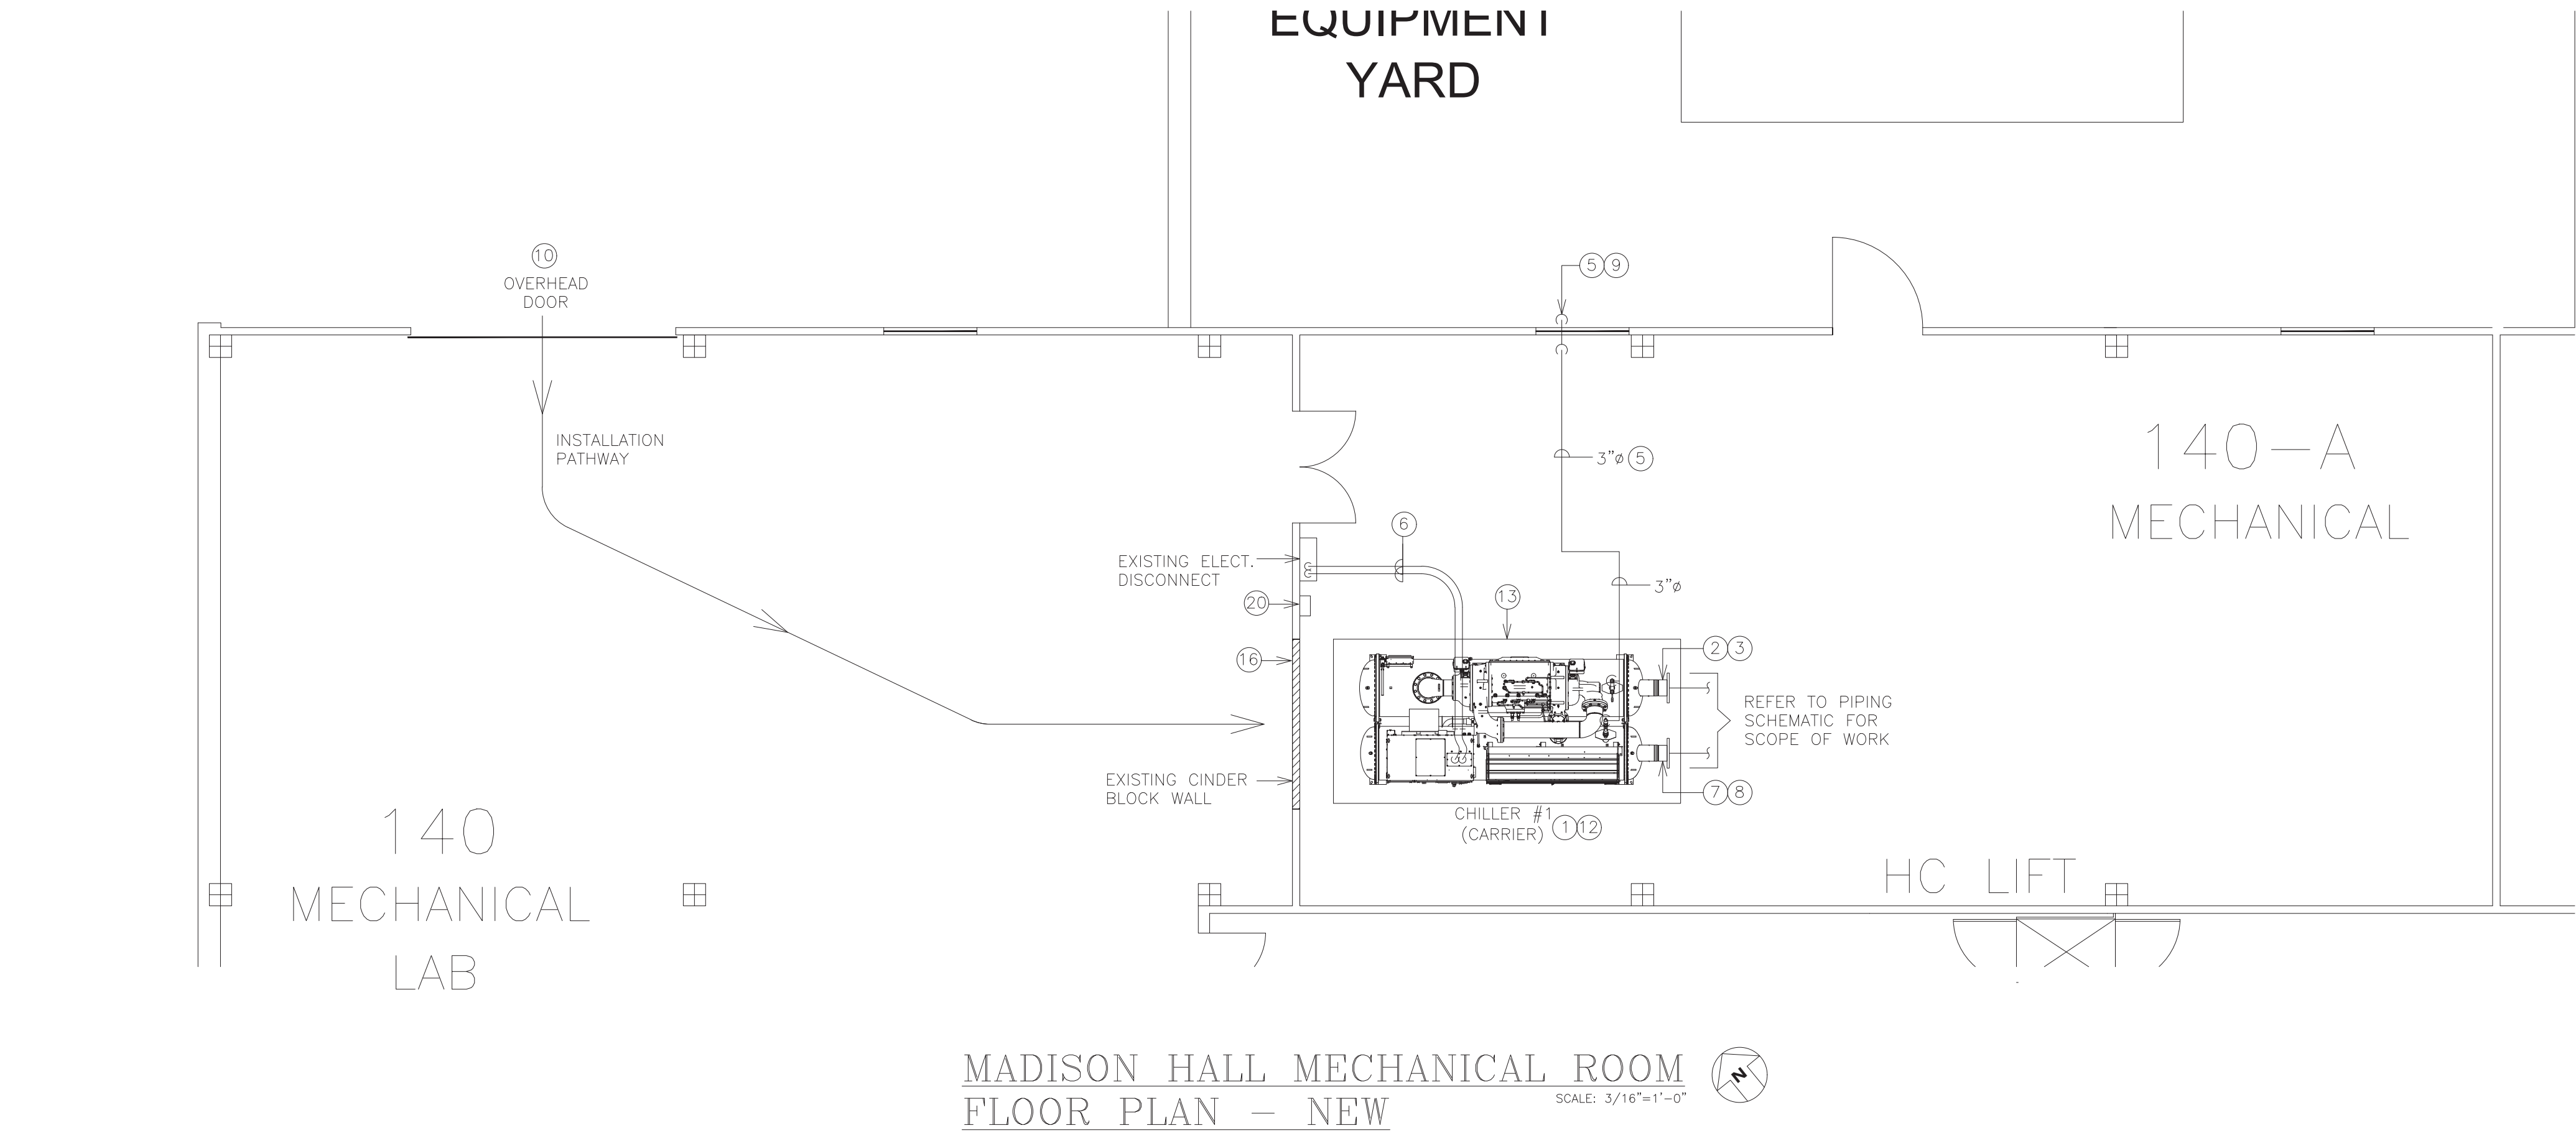 EQUIPMENT
YARD
10
OVERHEAD
DOOR
5 9
INSTALLATION
PATHWAY
3"ø 5
140-A
MECHANICAL
6
EXISTING ELECT.
DISCONNECT
3"ø
20
13
16
2 3
REFER TO PIPING
SCHEMATIC FOR
SCOPE OF WORK
EXISTING CINDER
BLOCK WALL
7 8
CHILLER #1
(CARRIER) 1 12
140
MECHANICAL
LAB
HC LIFT
MADISON HALL MECHANICAL ROOM
FLOOR PLAN - NEW
SCALE: 3/16"=1'-0"
N